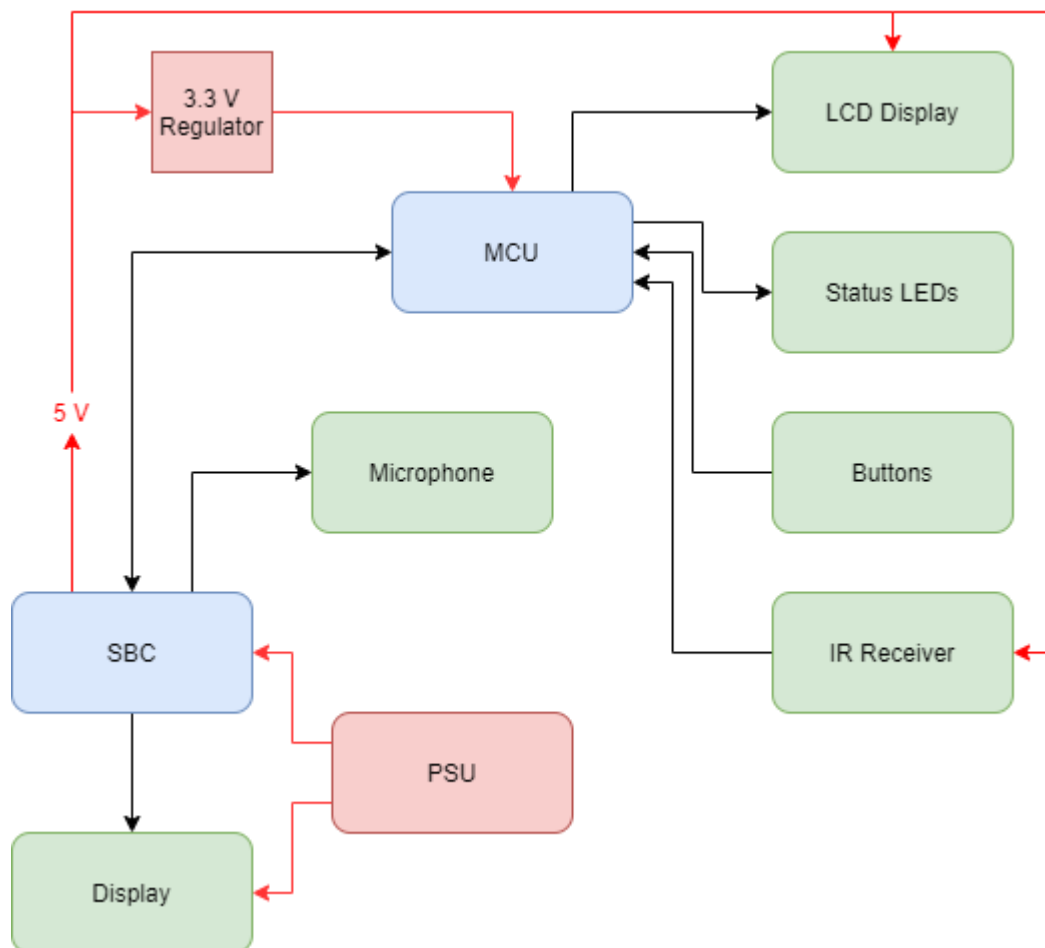 3.3 V
Regulator
LCD Display
MCU
Status LEDs
5 V
Microphone
Buttons
SBC
IR Receiver
PSU
Display